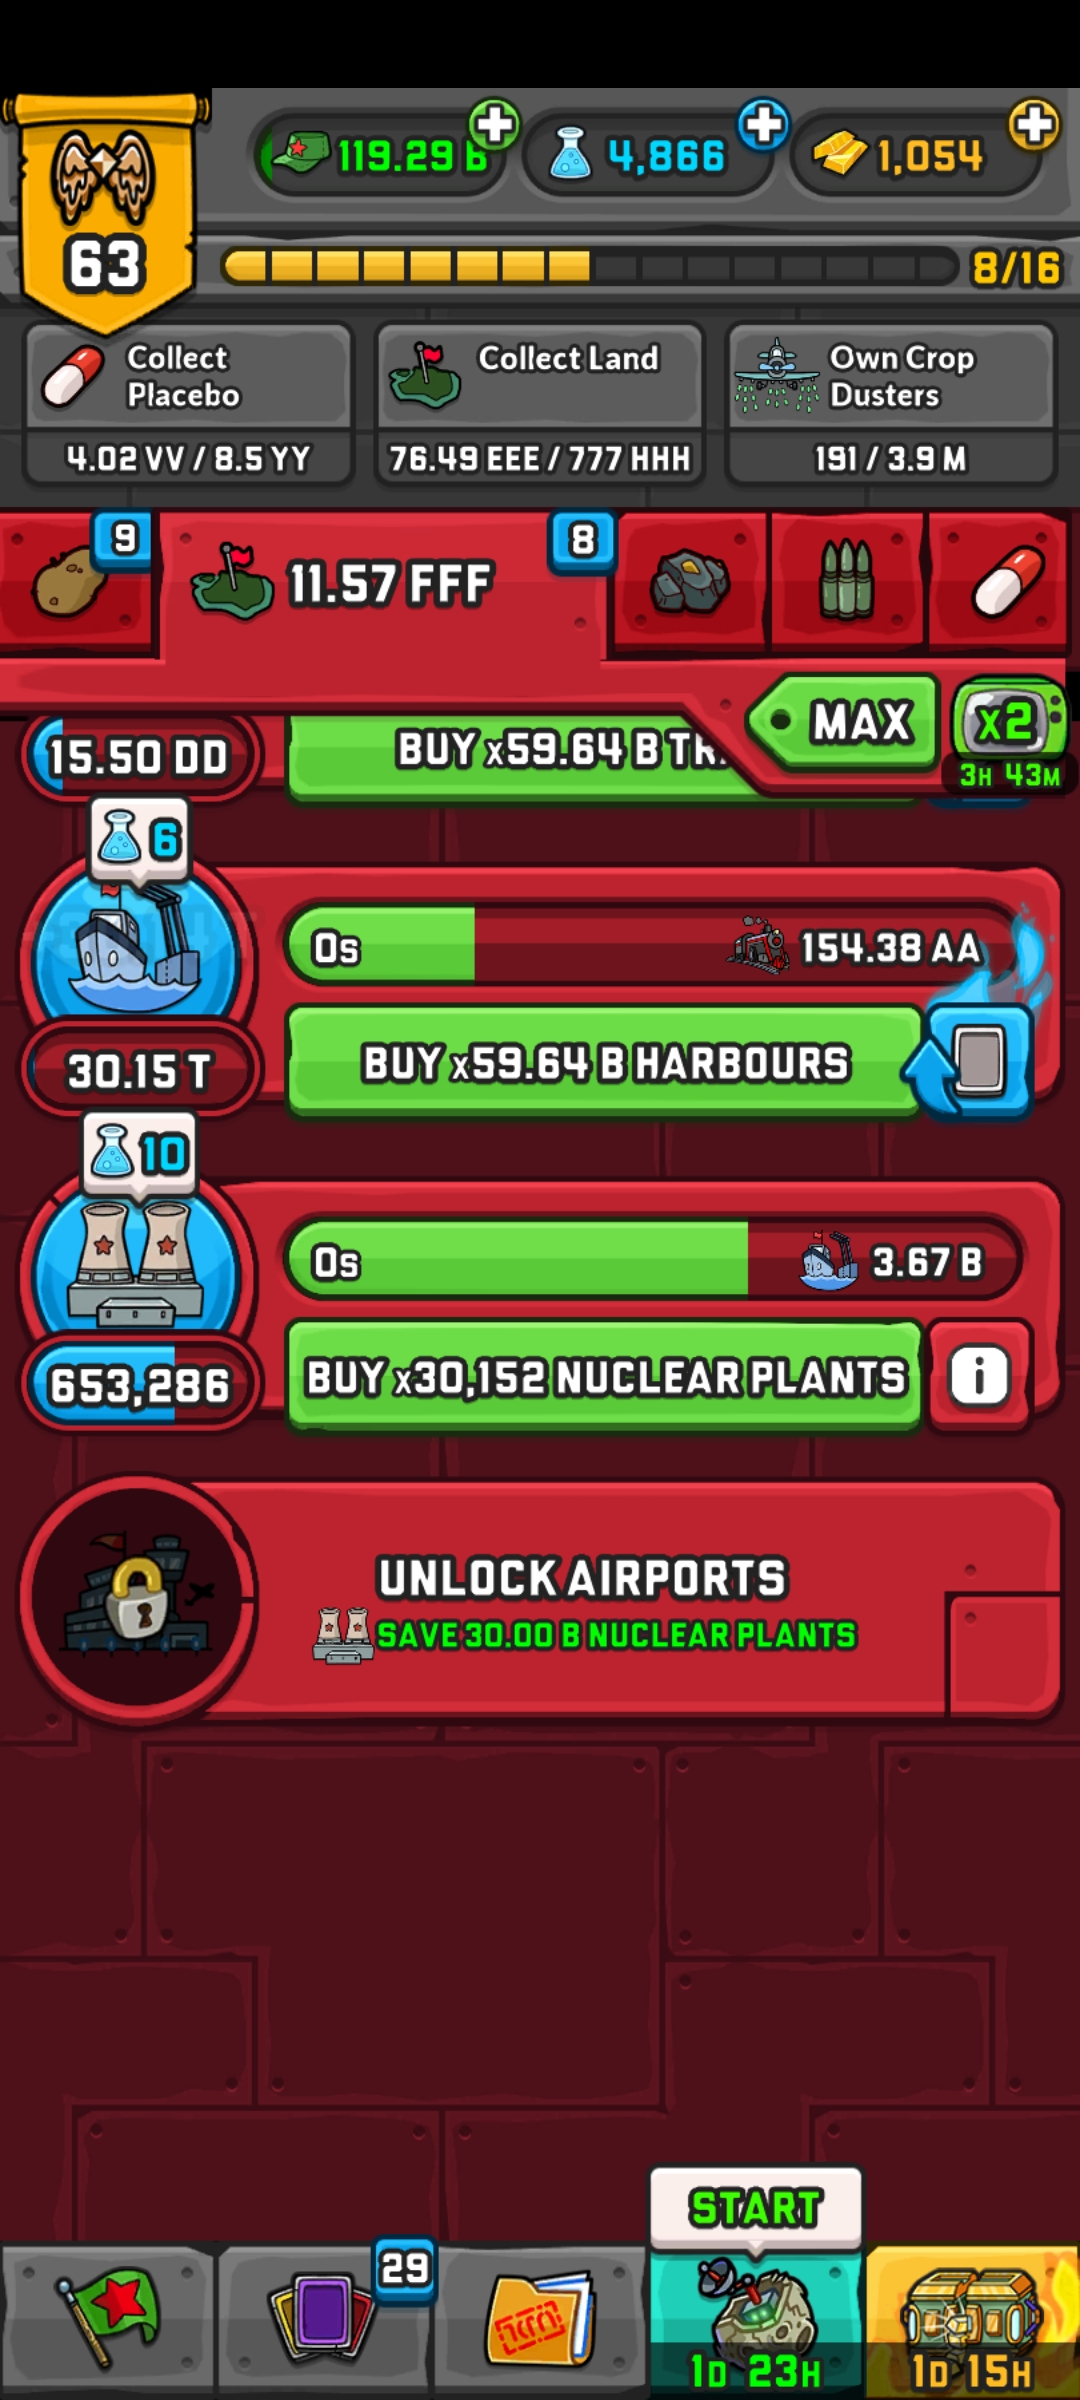 119.29 B
4,866
1,054
63
8/16
Collect
Placebo
4.02 VV / 8.5 YY
Collect Land
76.49 EEE / 777 HHH
Own Crop
Dusters
191 / 3.9 M
9
11.57 FFF
8
MAX
x2
3H 43M
15.50 DD
BUY x59.64 B
6
0s
154.38 AA
30.15 T
BUY x59.64 B HARBOURS
10
0s
3.67 B
653,286
BUY x30,152 NUCLEAR PLANTS
i
UNLOCK AIRPORTS
SAVE 30.00 B NUCLEAR PLANTS
START
29
1D 23H
1D 15H